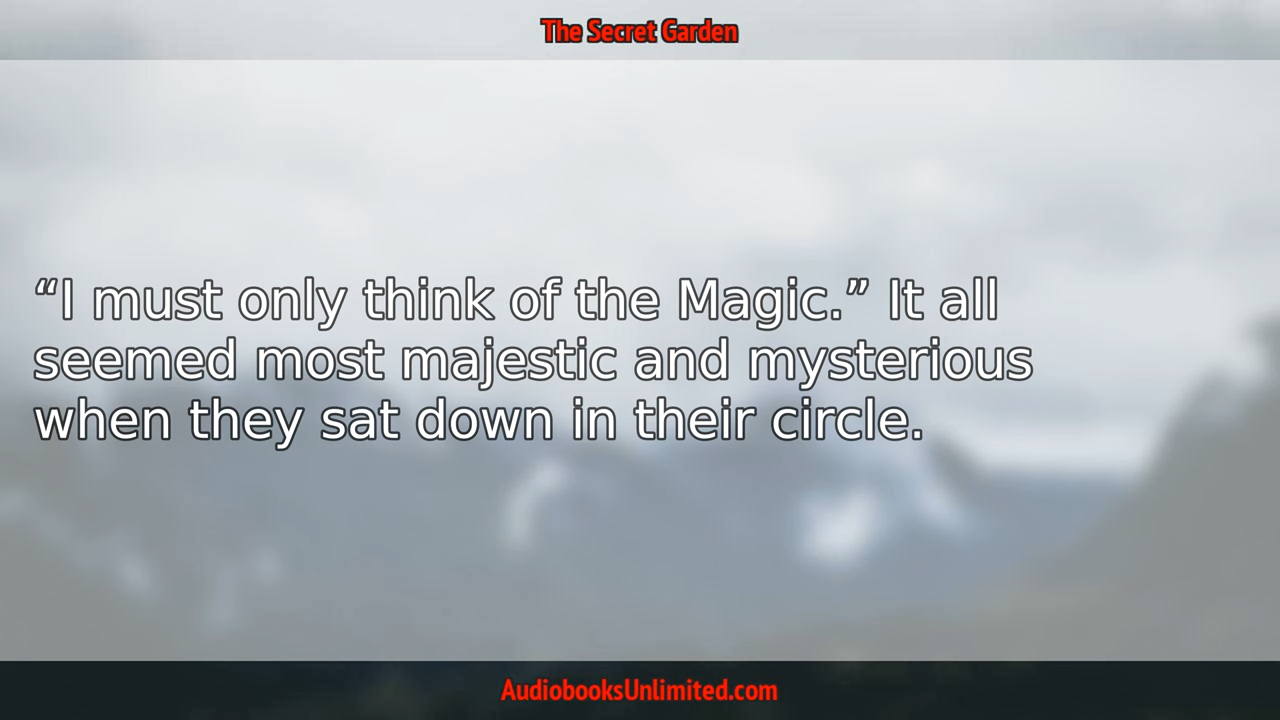 The Secret Garden
“I must only think of the Magic.” It all
seemed most majestic and mysterious
when they sat down in their circle.
AudiobooksUnlimited.com